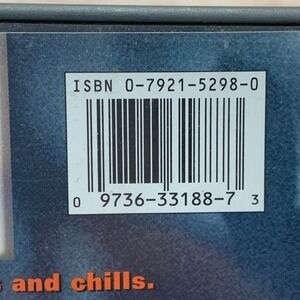 ISBN 0-7921-5298-0
0 9736-33188-7 3
and chills.